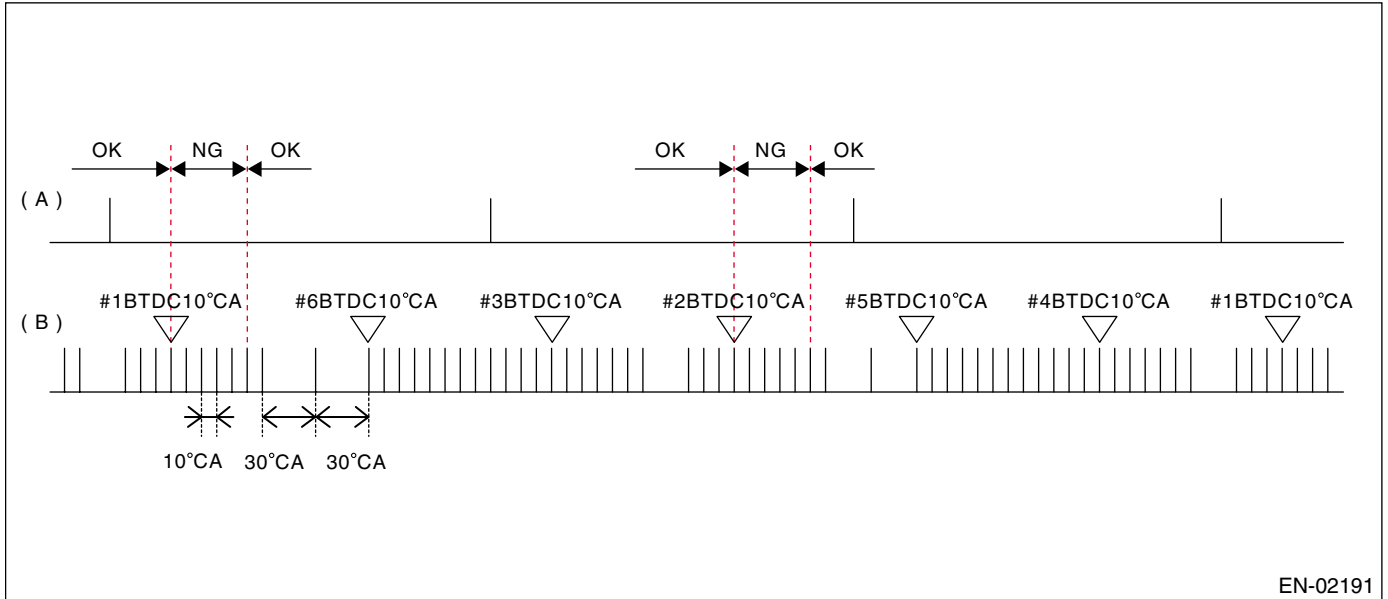 OK NG OK OK NG OK
( A )
#1BTDC10°CA #6BTDC10°CA #3BTDC10°CA #2BTDC10°CA #5BTDC10°CA #4BTDC10°CA #1BTDC10°CA
( B )
10°CA 30°CA 30°CA
EN-02191